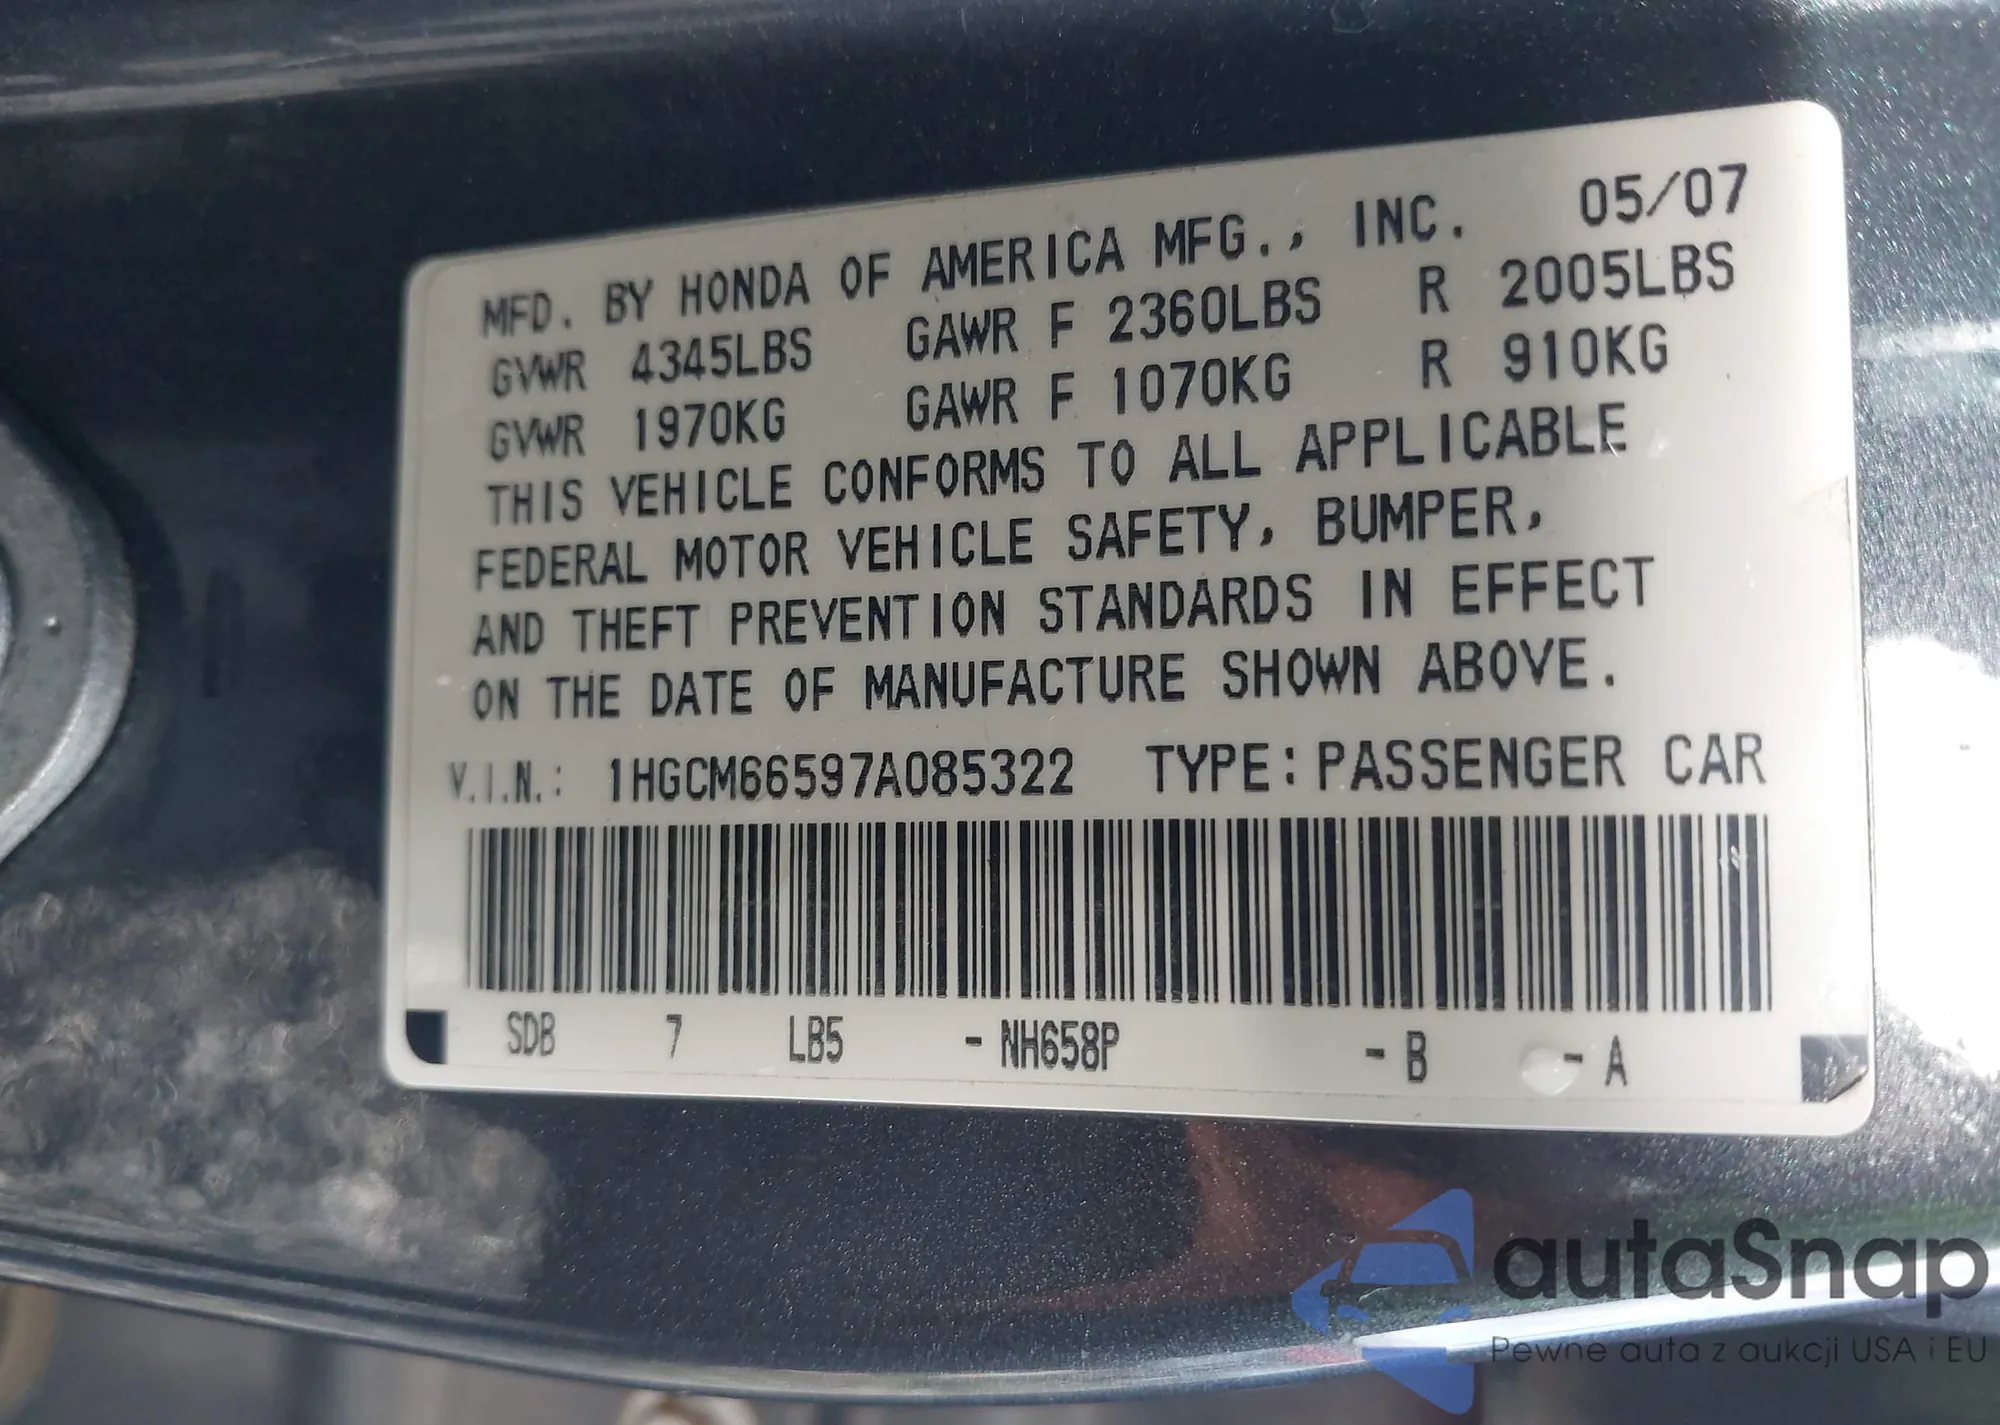 MFD. BY HONDA OF AMERICA MFG., INC. 05/07
GVWR 4345LBS GAWR F 2360LBS R 2005LBS
GVWR 1970KG GAWR F 1070KG R 910KG
THIS VEHICLE CONFORMS TO ALL APPLICABLE
FEDERAL MOTOR VEHICLE SAFETY, BUMPER,
AND THEFT PREVENTION STANDARDS IN EFFECT
ON THE DATE OF MANUFACTURE SHOWN ABOVE.
V.I.N.: 1HGCM66597A085322 TYPE:PASSENGER CAR
SDB 7 LB5 -NH658P -B -A
autaSnap
Pewne auta z aukcji USA i EU